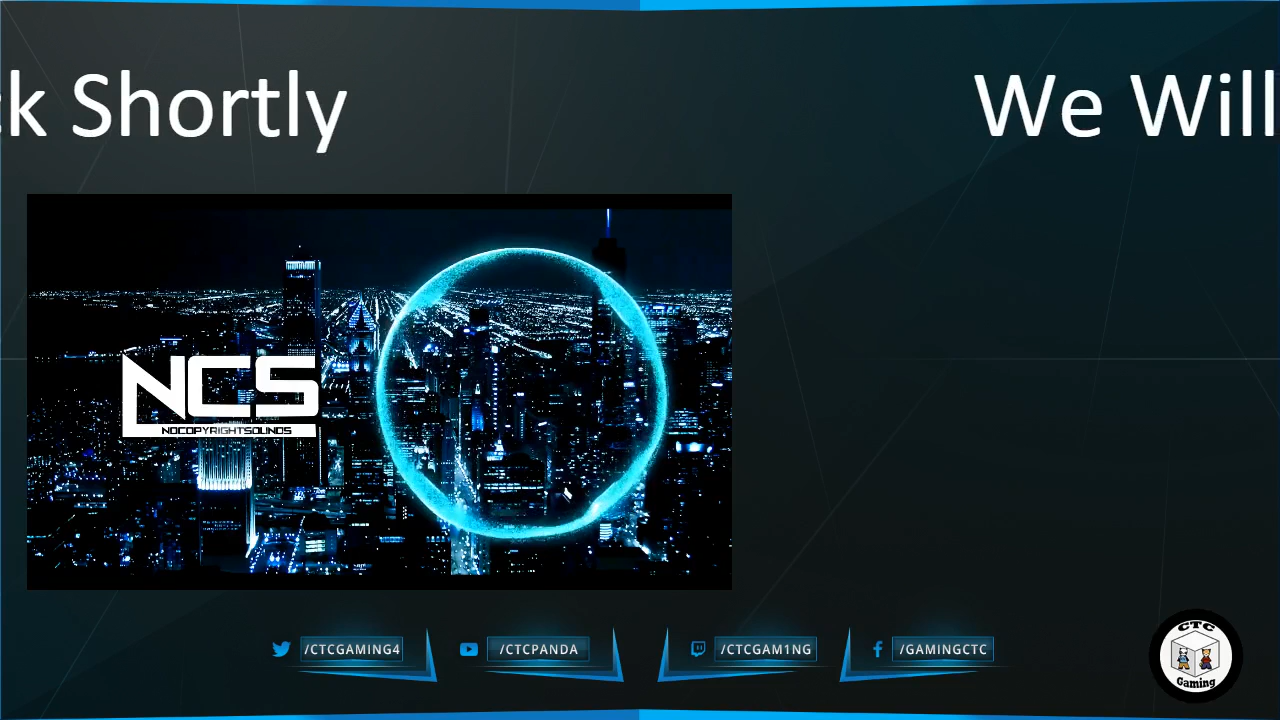 k Shortly
We Will
NCS
NOCOPYRIGHTSOUNDS
/CTCGAMING4
/CTCPANDA
/CTCGAM1NG
/GAMINGCTC
CTC
Gaming